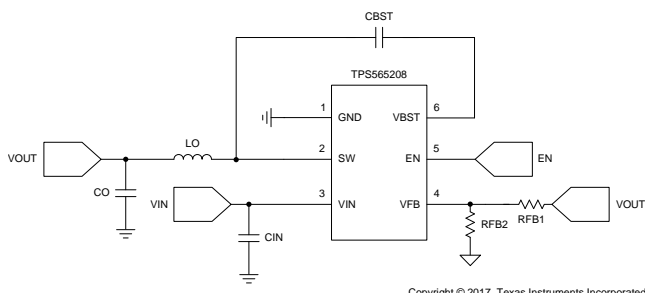 CBST
TPS565208
1 GND VBST 6
LO
VOUT 2 SW EN 5 EN
CO
VIN 3 VIN VFB 4 VOUT
RFB2 RFB1
CIN
Copyright © 2017, Texas Instruments Incorporated